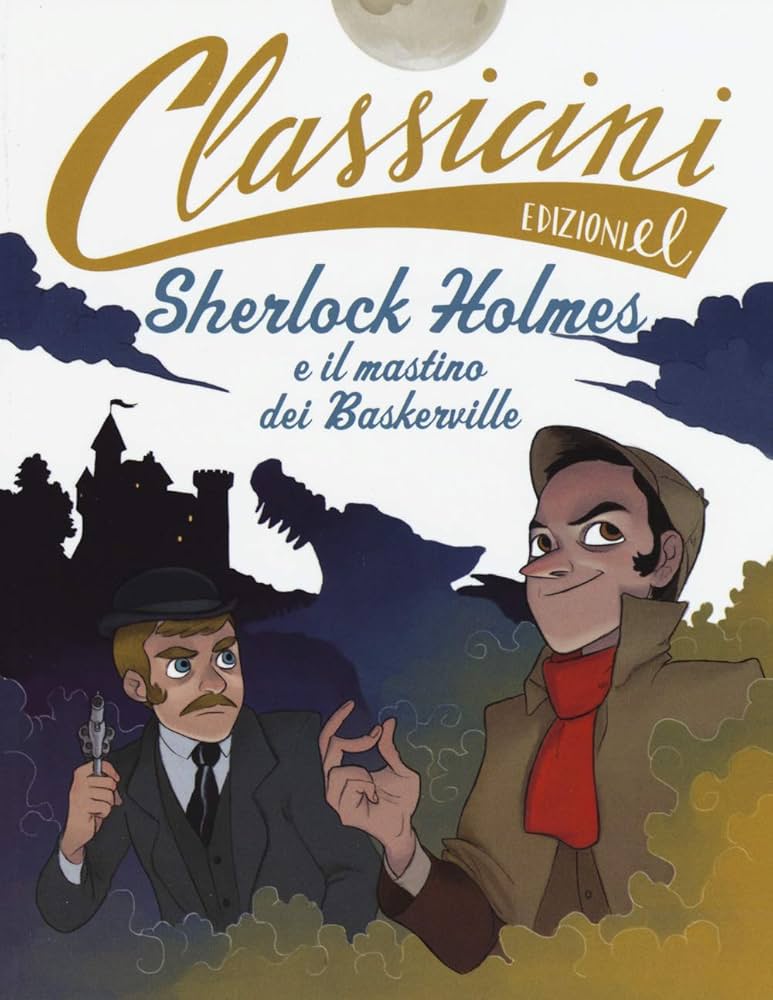 Classicini
EDIZIONI el
Sherlock Holmes
e il mastino
dei Baskerville